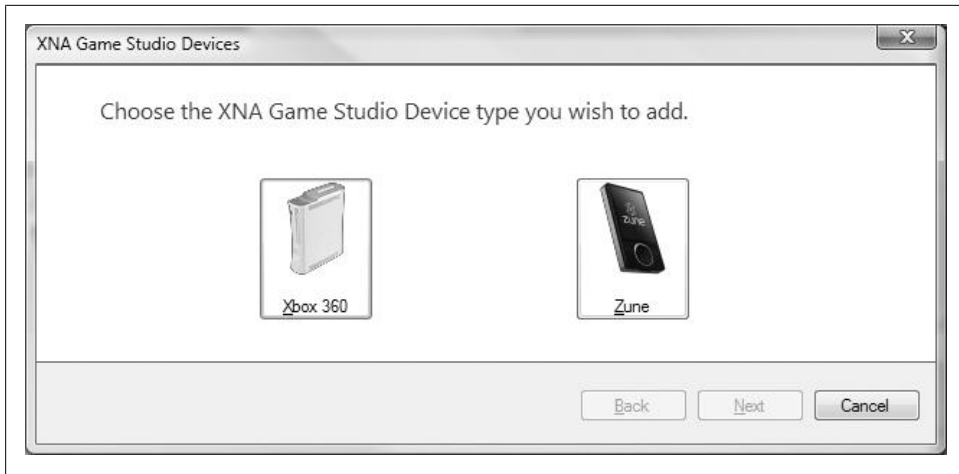 XNA Game Studio Devices
Choose the XNA Game Studio Device type you wish to add.
zune
Xbox 360
Zune
Back
Next
Cancel